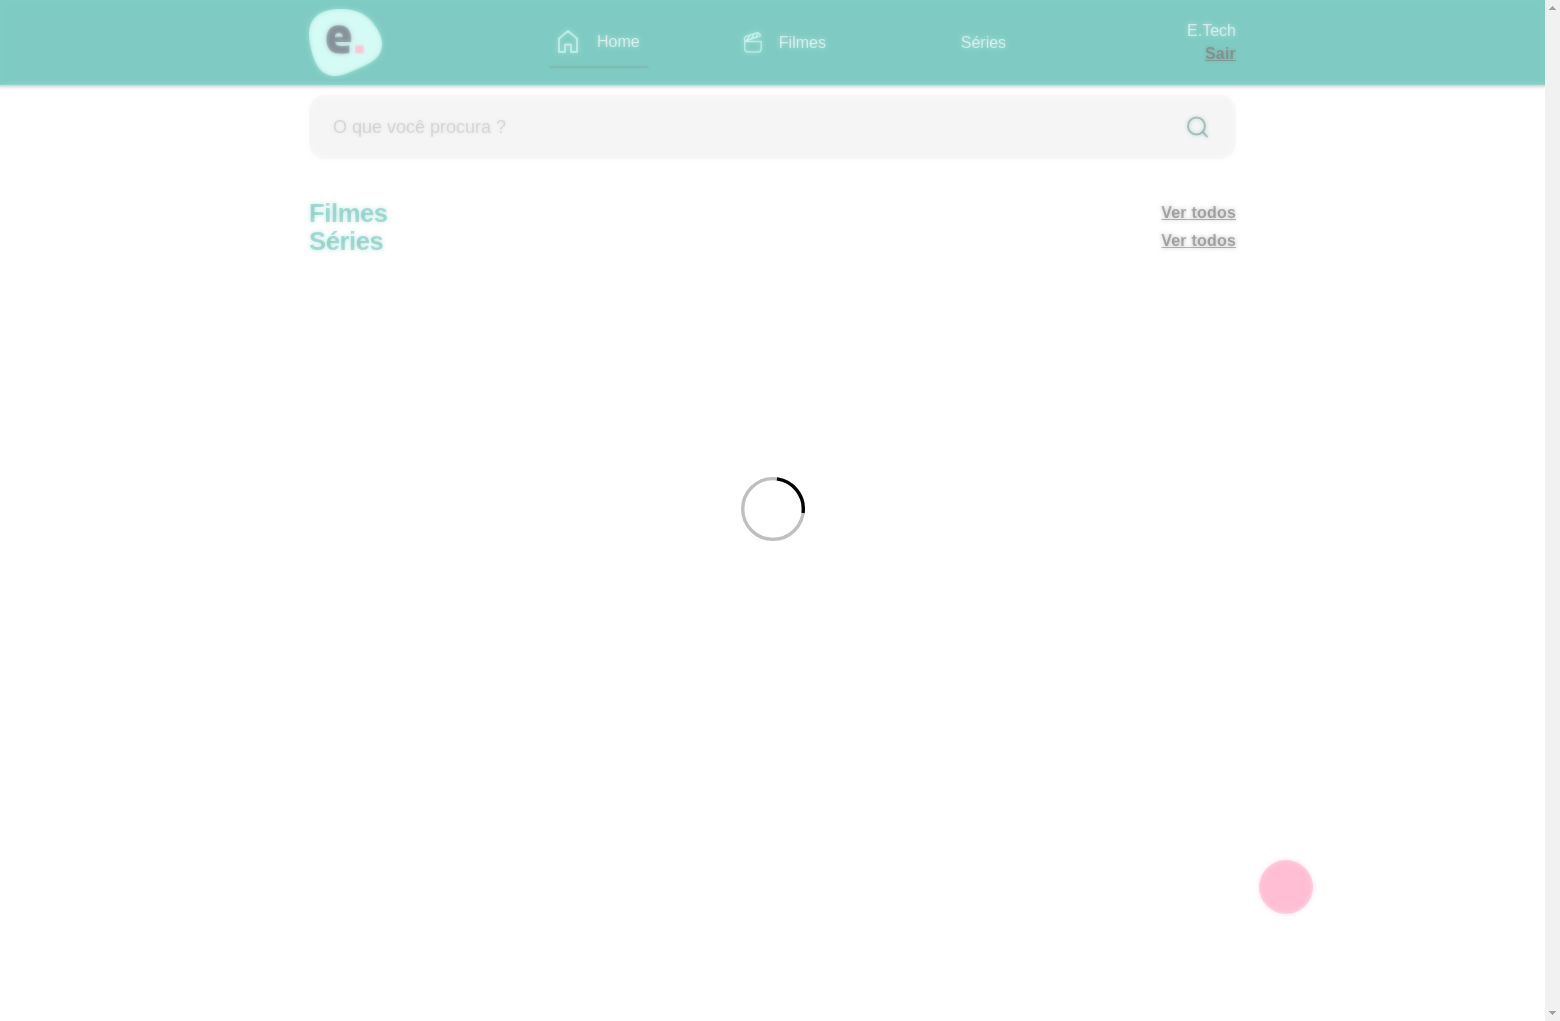 e.
Home
Filmes
Séries
E.Tech
Sair
O que você procura ?
Filmes
Ver todos
Séries
Ver todos